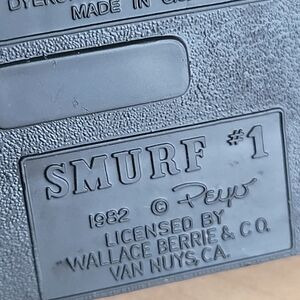 MADE IN
SMURF #1
1982 © Peyo
LICENSED BY
WALLACE BERRIE & CO.
VAN NUYS, CA.